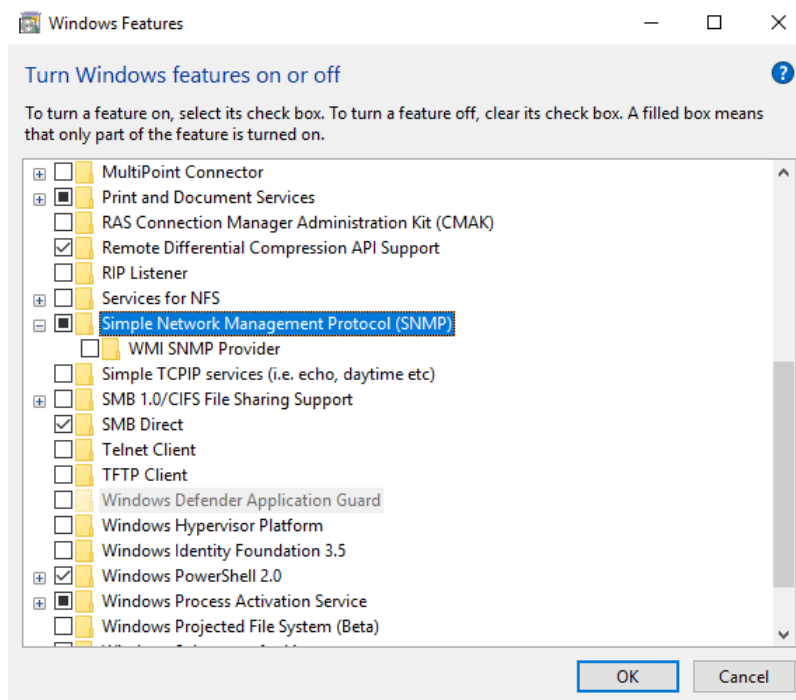 Windows Features
Turn Windows features on or off
To turn a feature on, select its check box. To turn a feature off, clear its check box. A filled box means
that only part of the feature is turned on.
MultiPoint Connector
Print and Document Services
RAS Connection Manager Administration Kit (CMAK)
Remote Differential Compression API Support
RIP Listener
Services for NFS
Simple Network Management Protocol (SNMP)
WMI SNMP Provider
Simple TCPIP services (i.e. echo, daytime etc)
SMB 1.0/CIFS File Sharing Support
SMB Direct
Telnet Client
TFTP Client
Windows Defender Application Guard
Windows Hypervisor Platform
Windows Identity Foundation 3.5
Windows PowerShell 2.0
Windows Process Activation Service
Windows Projected File System (Beta)
OK
Cancel